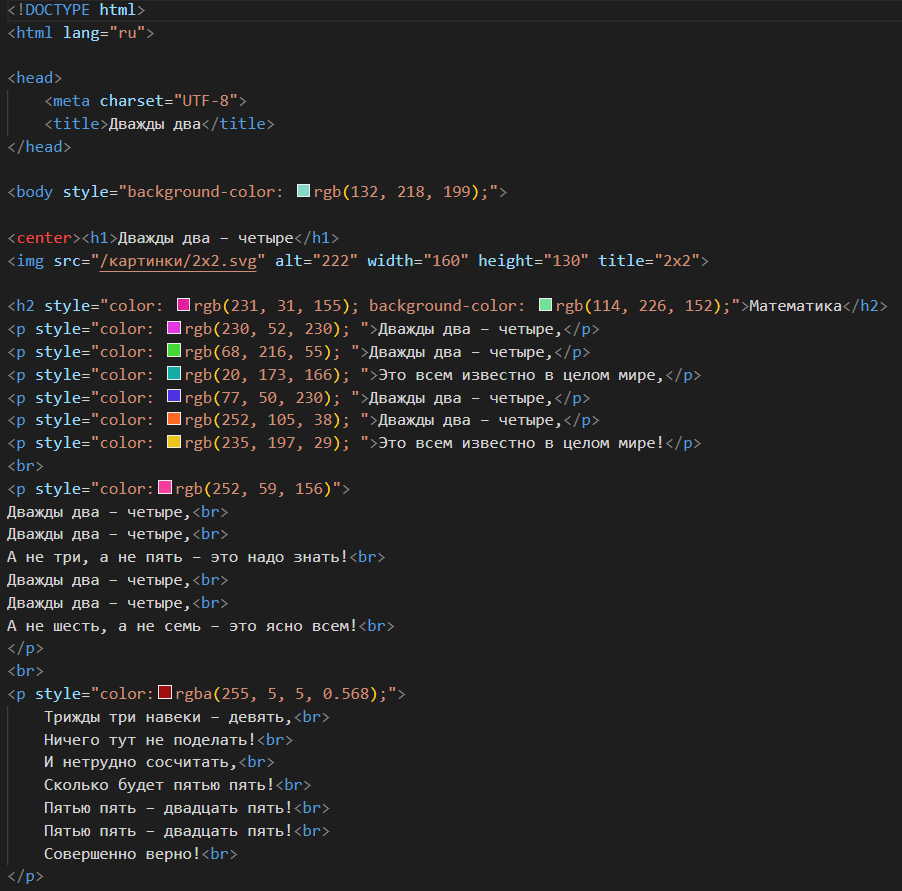 <!DOCTYPE html>
<html lang="ru">
<head>
<meta charset="UTF-8">
<title>Дважды два</title>
</head>
<body style="background-color: rgb(132, 218, 199);">
<center><h1>Дважды два – четыре</h1>
<img src="/картинки/2x2.svg" alt="222" width="160" height="130" title="2x2">
<h2 style="color: rgb(231, 31, 155); background-color: rgb(114, 226, 152);">Математика</h2>
<p style="color: rgb(230, 52, 230); ">Дважды два – четыре,</p>
<p style="color: rgb(68, 216, 55); ">Дважды два – четыре,</p>
<p style="color: rgb(20, 173, 166); ">Это всем известно в целом мире,</p>
<p style="color: rgb(77, 50, 230); ">Дважды два – четыре,</p>
<p style="color: rgb(252, 105, 38); ">Дважды два – четыре,</p>
<p style="color: rgb(235, 197, 29); ">Это всем известно в целом мире!</p>
<br>
<p style="color:rgb(252, 59, 156)">
Дважды два – четыре,<br>
Дважды два – четыре,<br>
А не три, а не пять – это надо знать!<br>
Дважды два – четыре,<br>
Дважды два – четыре,<br>
А не шесть, а не семь – это ясно всем!<br>
</p>
<br>
<p style="color:rgba(255, 5, 5, 0.568);">
Трижды три навеки – девять,<br>
Ничего тут не поделать!<br>
И нетрудно сосчитать,<br>
Сколько будет пятью пять!<br>
Пятью пять – двадцать пять!<br>
Пятью пять – двадцать пять!<br>
Совершенно верно!<br>
</p>